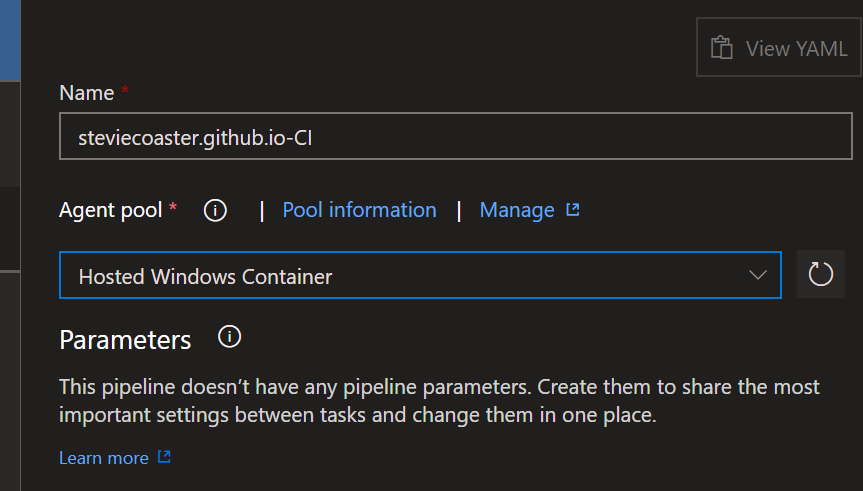 View YAML
Name *
steviecoaster.github.io-CI
Agent pool * | Pool information | Manage
Hosted Windows Container
Parameters
This pipeline doesn't have any pipeline parameters. Create them to share the most
important settings between tasks and change them in one place.
Learn more